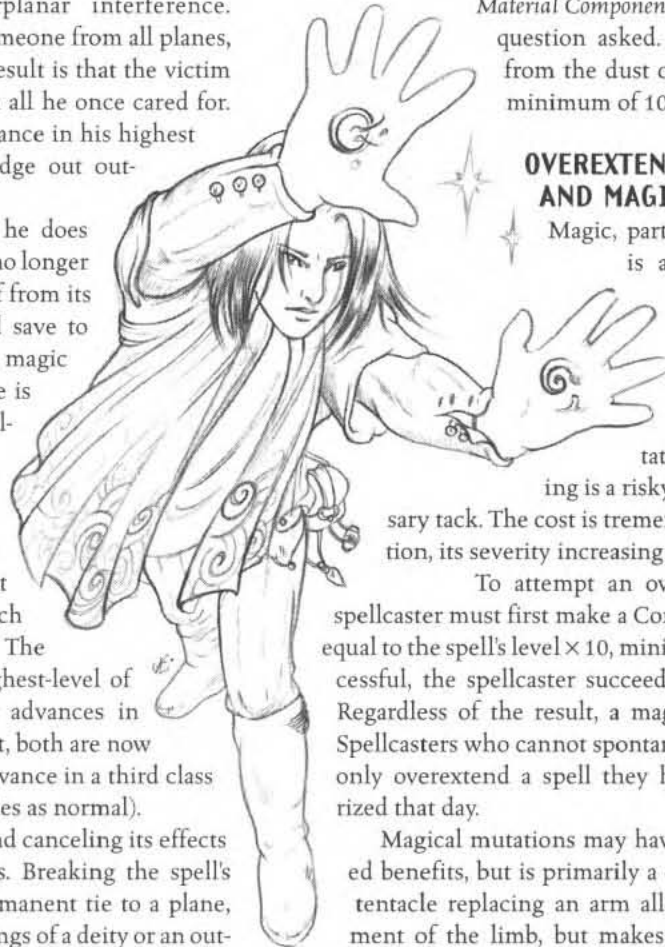 rplanar interference.
meone from all planes,
esult is that the victim
all he once cared for.
ance in his highest
dge out out-
he does
no longer
f from its
l save to
magic
e is
l-
t
ch
The
ghest-level of
advances in
t, both are now
vance in a third class
es as normal).
nd canceling its effects
s. Breaking the spell's
manent tie to a plane,
ngs of a deity or an out-
Material Component
question asked.
from the dust o
minimum of 10
OVEREXTEN
AND MAGI
Magic, part
is a
tat
ing is a risky
sary tack. The cost is treme
tion, its severity increasing
To attempt an ov
spellcaster must first make a Co
equal to the spell's level × 10, mini
cessful, the spellcaster succeed
Regardless of the result, a mag
Spellcasters who cannot spontan
only overextend a spell they h
rized that day.
Magical mutations may hav
ed benefits, but is primarily a
tentacle replacing an arm all
ment of the limb, but makes